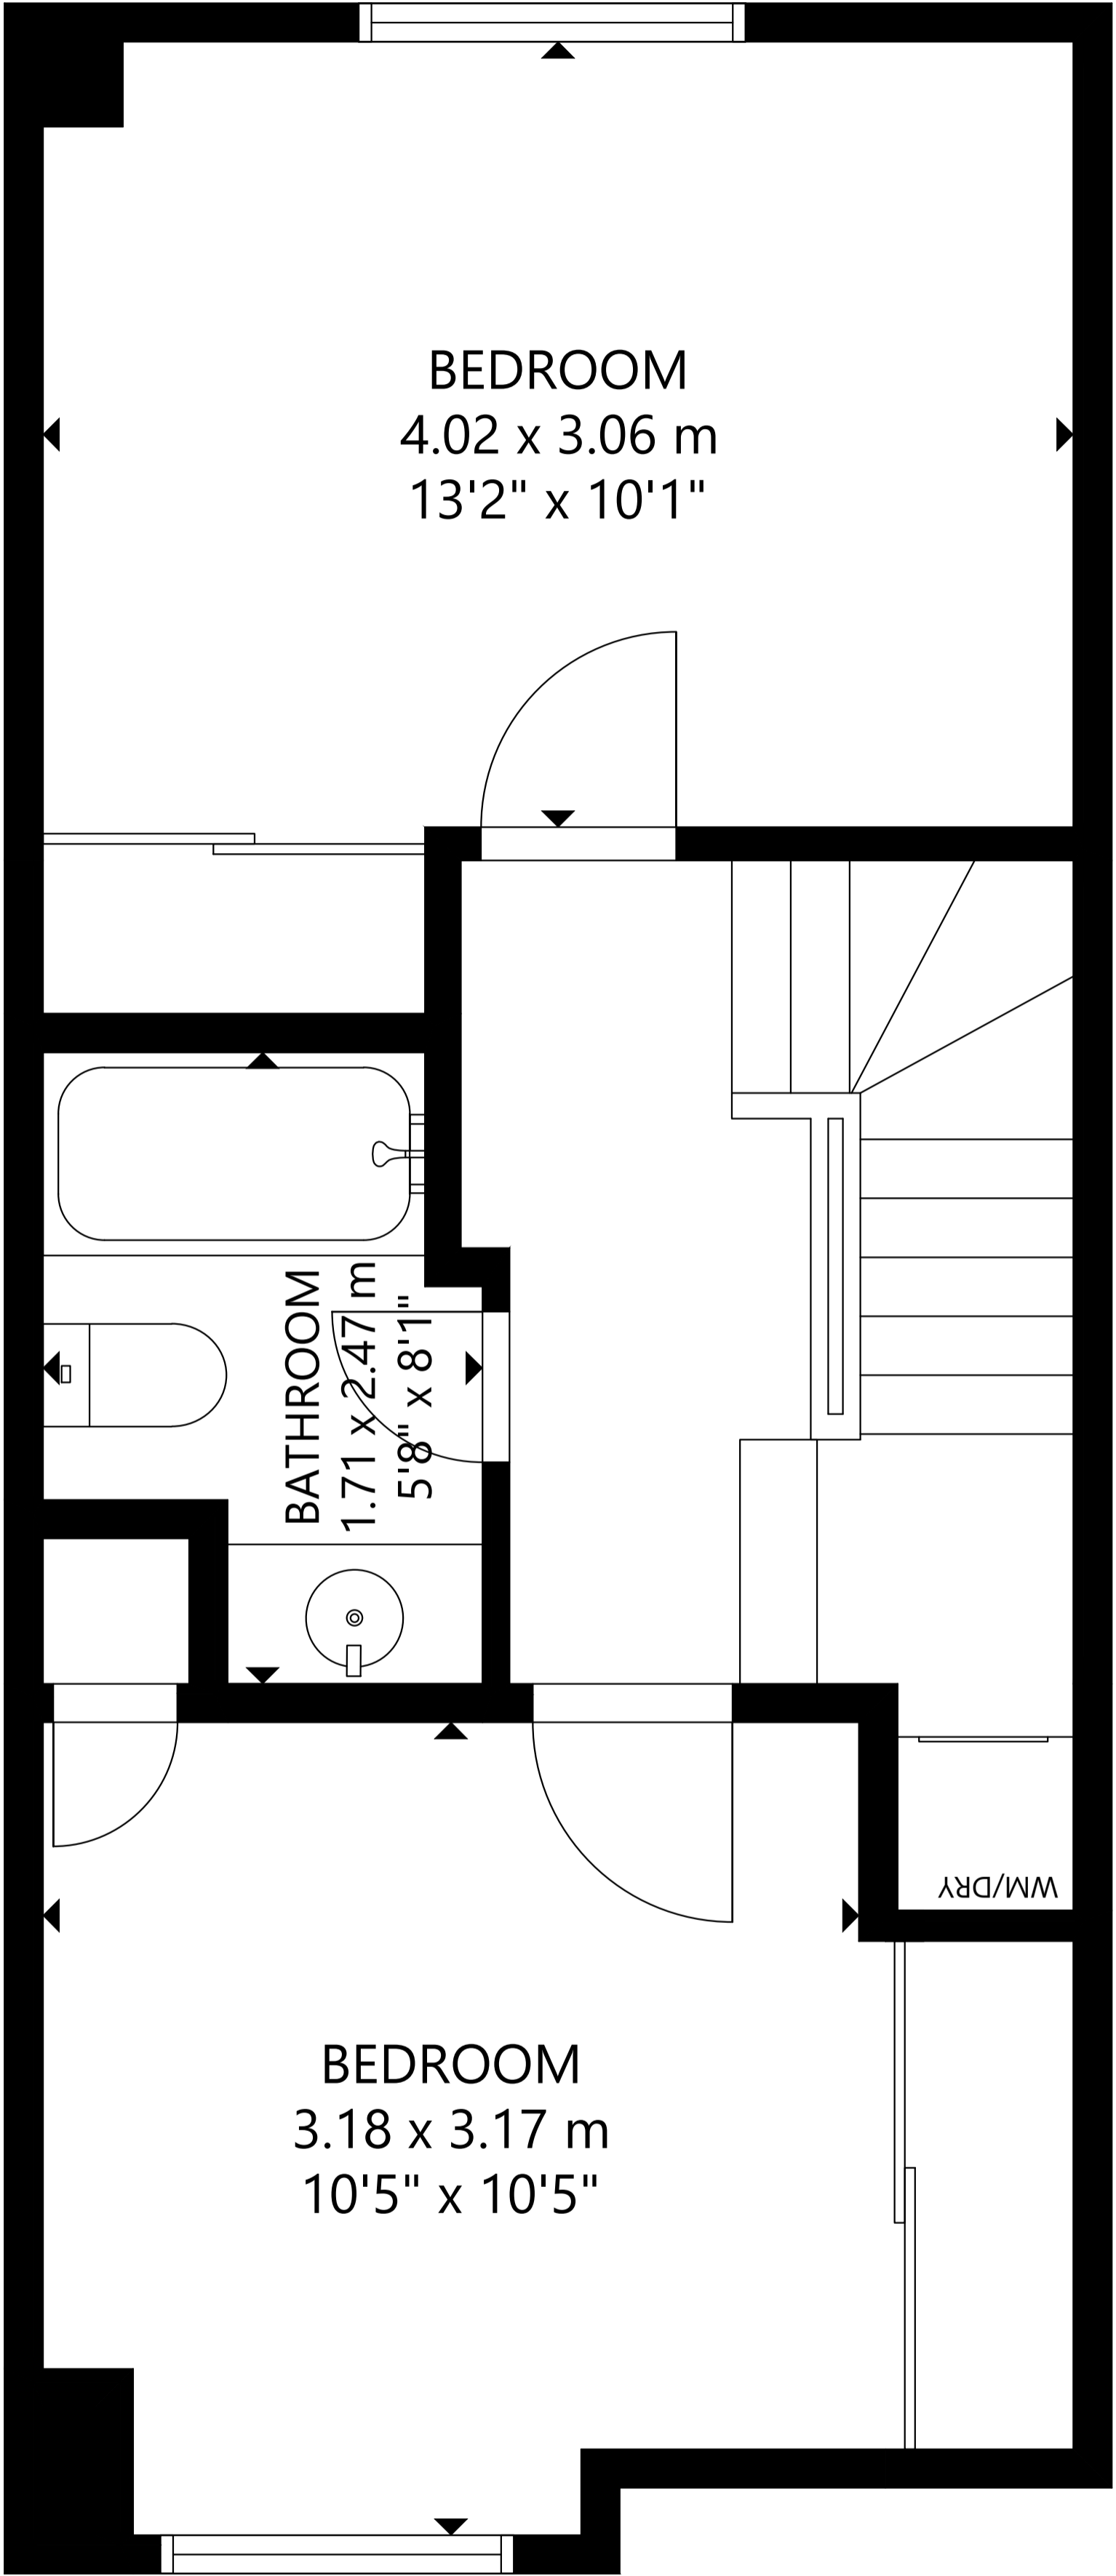 BEDROOM
4.02 x 3.06 m
13'2" x 10'1"
BATHROOM
1.71 x 2.47 m
5'8" x 8'1"
WM/DRY
BEDROOM
3.18 x 3.17 m
10'5" x 10'5"